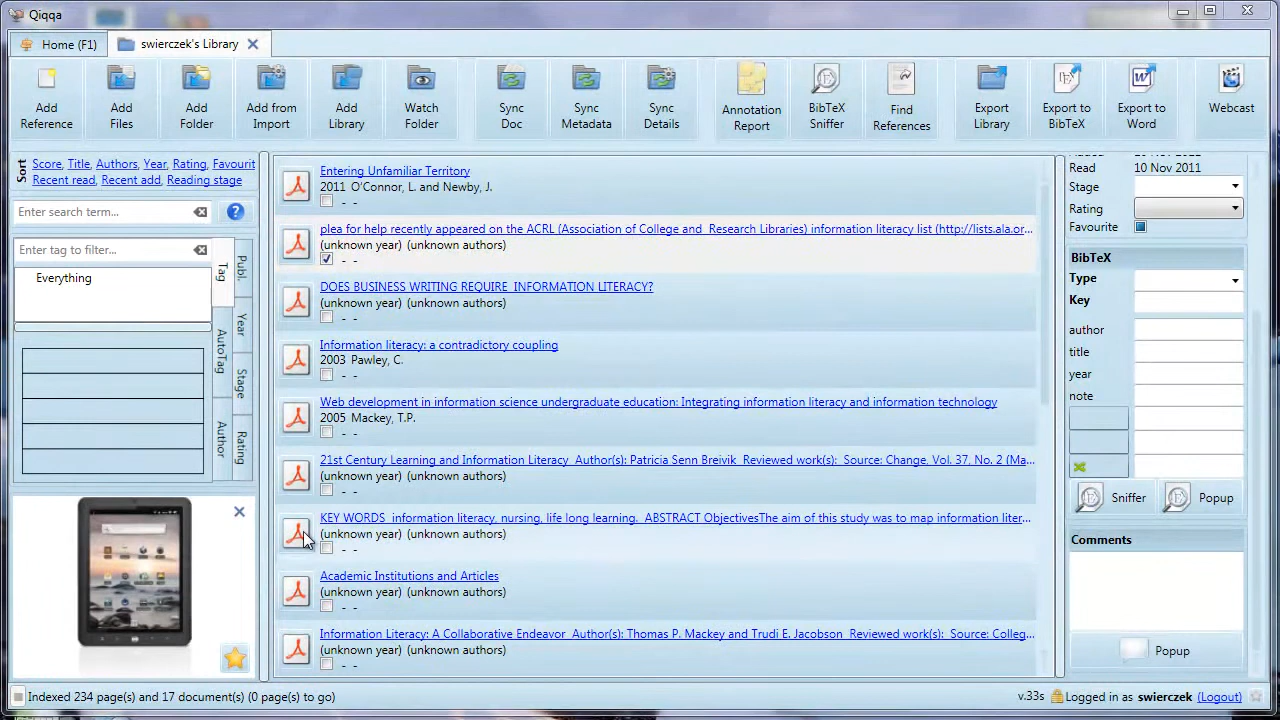 Qiqqa
Home (F1)
swierczek's Library
Add Reference
Add Files
Add Folder
Add from Import
Add Library
Watch Folder
Sync Doc
Sync Metadata
Sync Details
Annotation Report
BibTeX Sniffer
Find References
Export Library
Export to BibTeX
Export to Word
Webcast
Sort
Score, Title, Authors, Year, Rating, Favourit
Recent read, Recent add, Reading stage
Enter search term...
?
Enter tag to filter...
Everything
Tag
AutoTag
Author
Publ.
Year
Stage
Rating
Entering Unfamiliar Territory
2011 O'Connor, L. and Newby, J.
- -
plea for help recently appeared on the ACRL (Association of College and Research Libraries) information literacy list (http://lists.ala.or...
(unknown year) (unknown authors)
- -
DOES BUSINESS WRITING REQUIRE INFORMATION LITERACY?
(unknown year) (unknown authors)
- -
Information literacy: a contradictory coupling
2003 Pawley, C.
- -
Web development in information science undergraduate education: Integrating information literacy and information technology
2005 Mackey, T.P.
- -
21st Century Learning and Information Literacy Author(s): Patricia Senn Breivik Reviewed work(s): Source: Change, Vol. 37, No. 2 (Ma...
(unknown year) (unknown authors)
- -
KEY WORDS information literacy, nursing, life long learning. ABSTRACT ObjectivesThe aim of this study was to map information liter...
(unknown year) (unknown authors)
- -
Academic Institutions and Articles
(unknown year) (unknown authors)
- -
Information Literacy: A Collaborative Endeavor Author(s): Thomas P. Mackey and Trudi E. Jacobson Reviewed work(s): Source: Colleg...
(unknown year) (unknown authors)
- -
Read 10 Nov 2011
Stage
Rating
Favourite
BibTeX
Type
Key
author
title
year
note
Sniffer
Popup
Comments
Popup
Indexed 234 page(s) and 17 document(s) (0 page(s) to go)
v.33s
Logged in as swierczek (Logout)